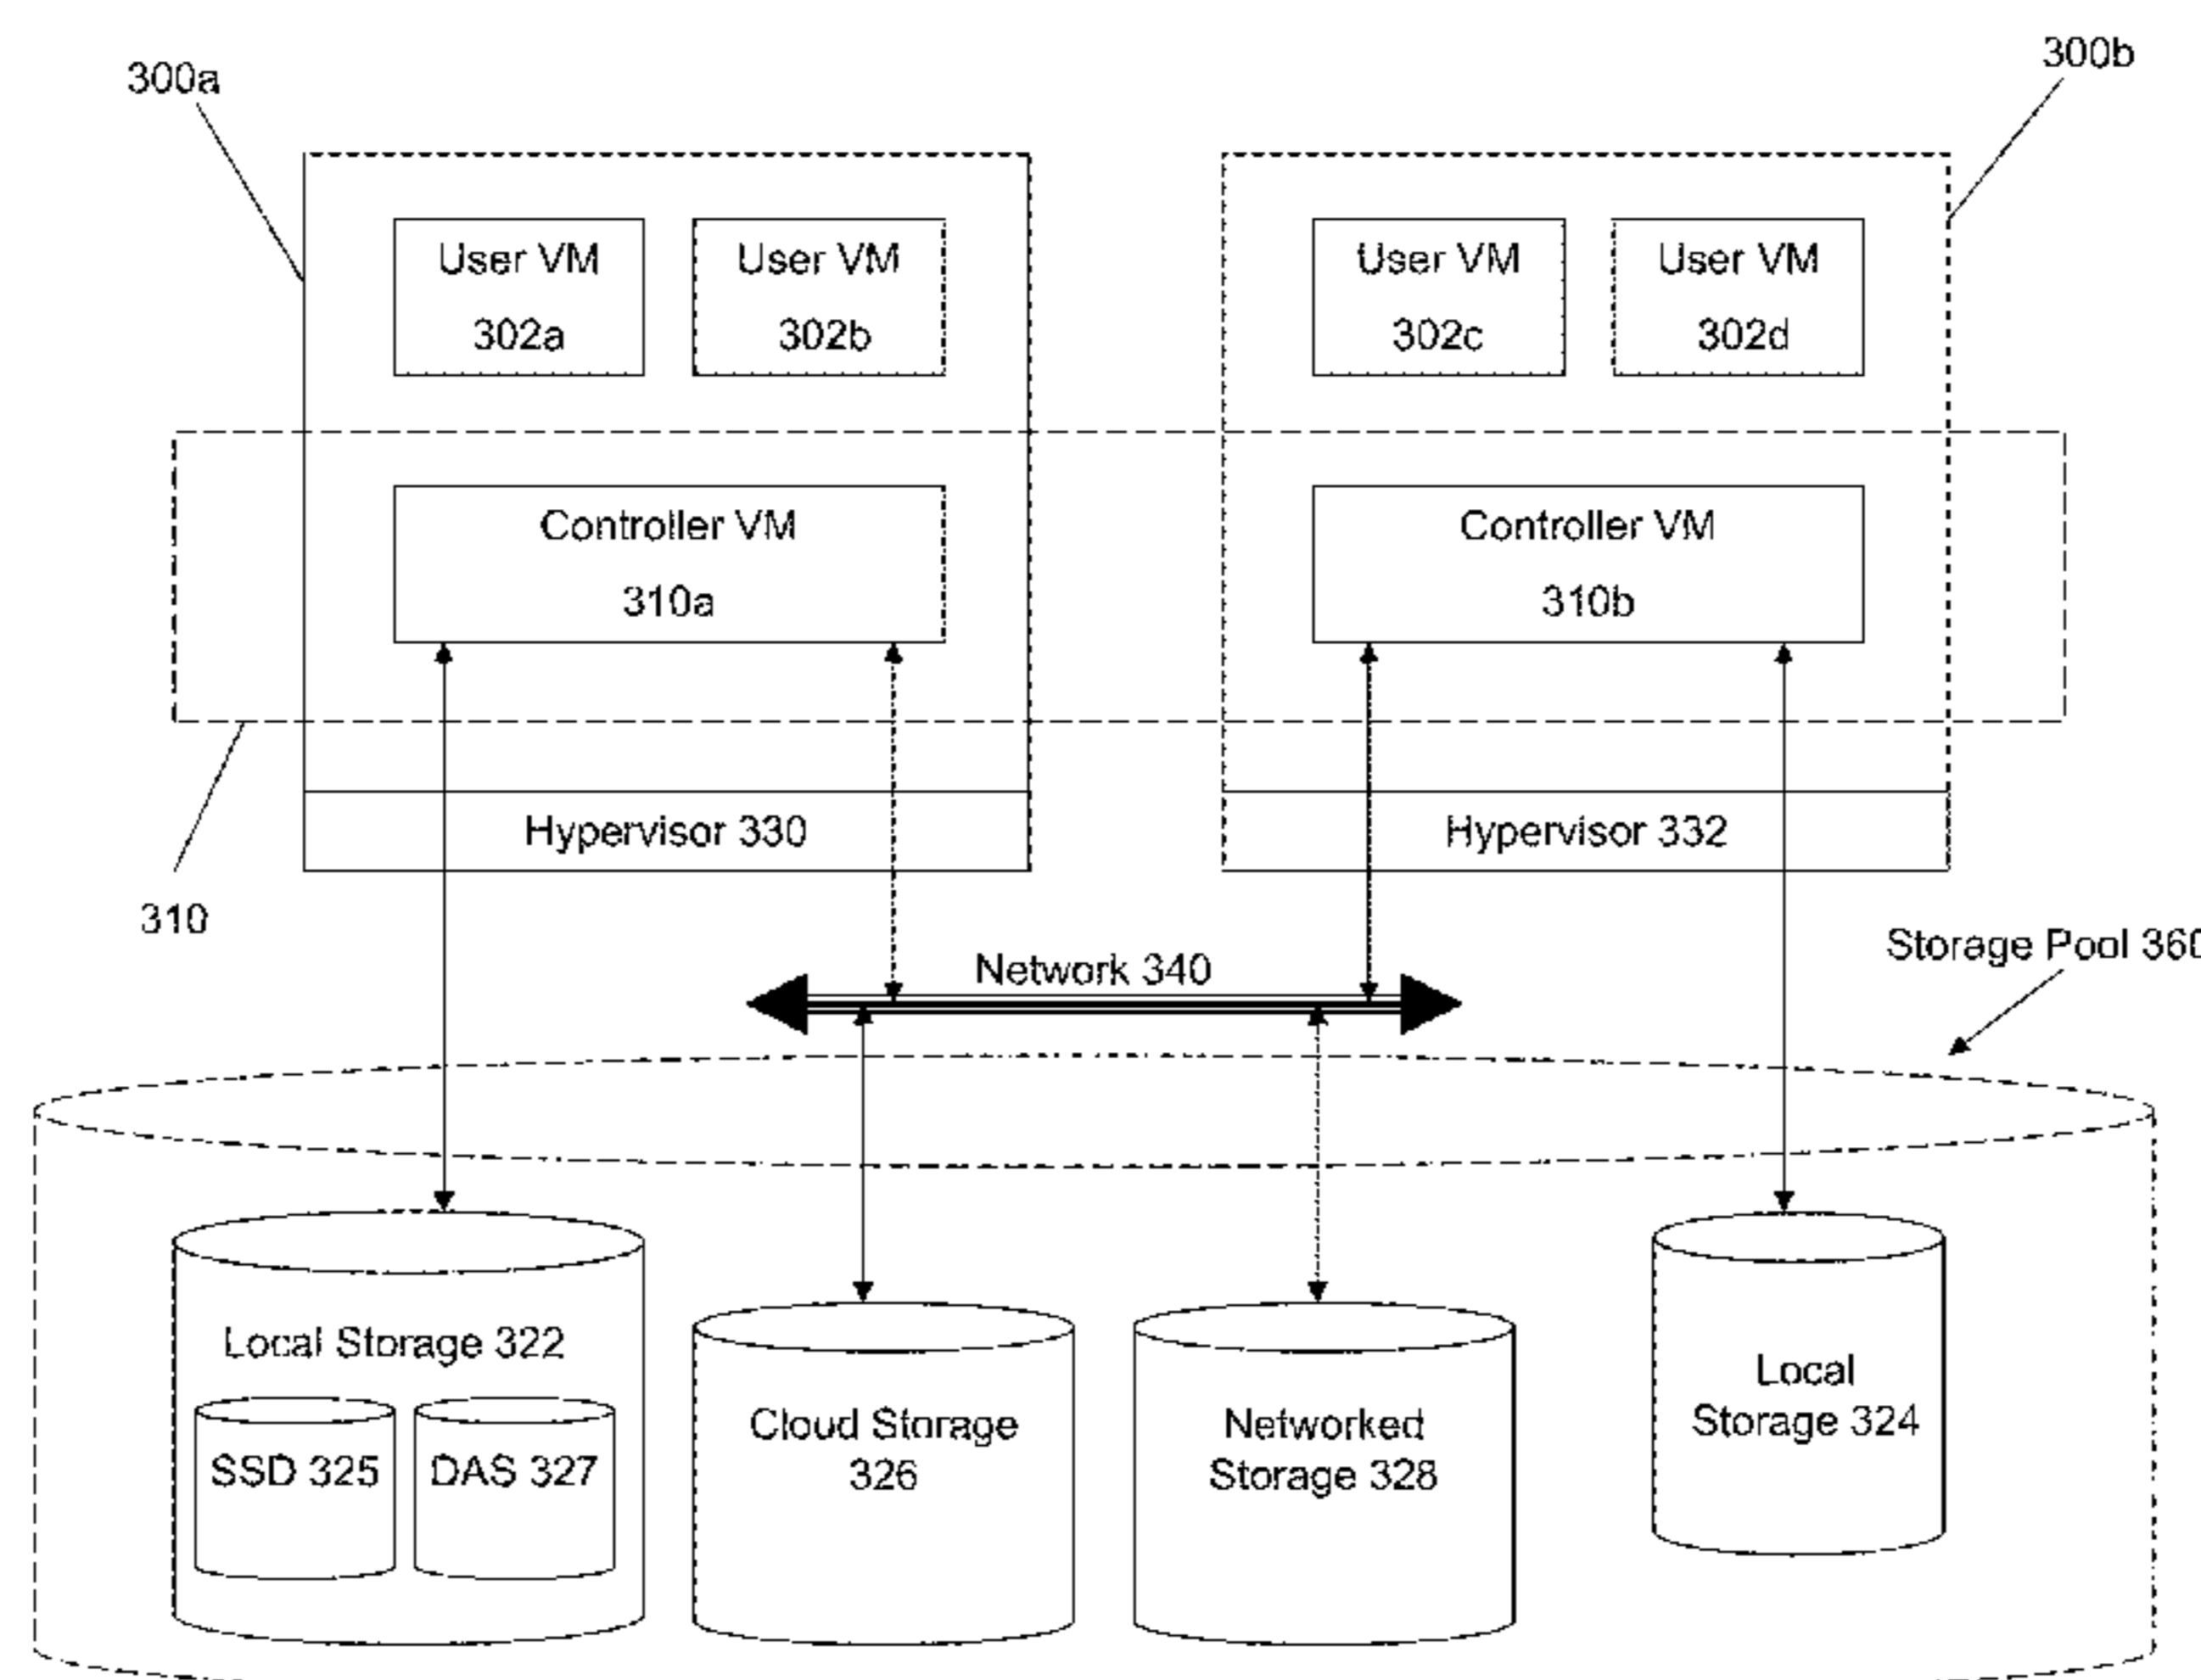 300a
300b
User VM
302a
User VM
302b
User VM
302c
User VM
302d
Controller VM
310a
Controller VM
310b
Hypervisor 330
Hypervisor 332
310
Storage Pool 360
Network 340
Local Storage 322
SSD 325
DAS 327
Cloud Storage
326
Networked
Storage 328
Local
Storage 324